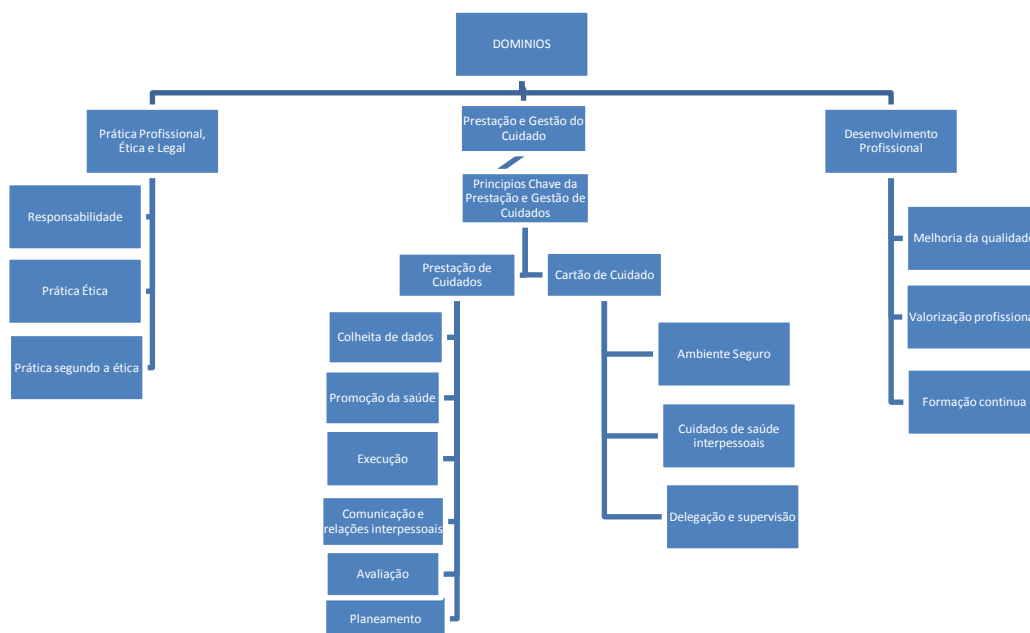 DOMINIOS
Prática Profissional,
Ética e Legal
Prestação e Gestão do
Cuidado
Desenvolvimento
Profissional
Principios Chave da
Prestação e Gestão de
Cuidados
Responsabilidade
Prática Ética
Prática segundo a ética
Prestação de
Cuidados
Cartão de Cuidado
Colheita de dados
Promoção da saúde
Execução
Comunicação e
relações interpessoais
Avaliação
Planeamento
Ambiente Seguro
Cuidados de saúde
interpessoais
Delegação e supervisão
Melhoria da qualidade
Valorização profissional
Formação continua